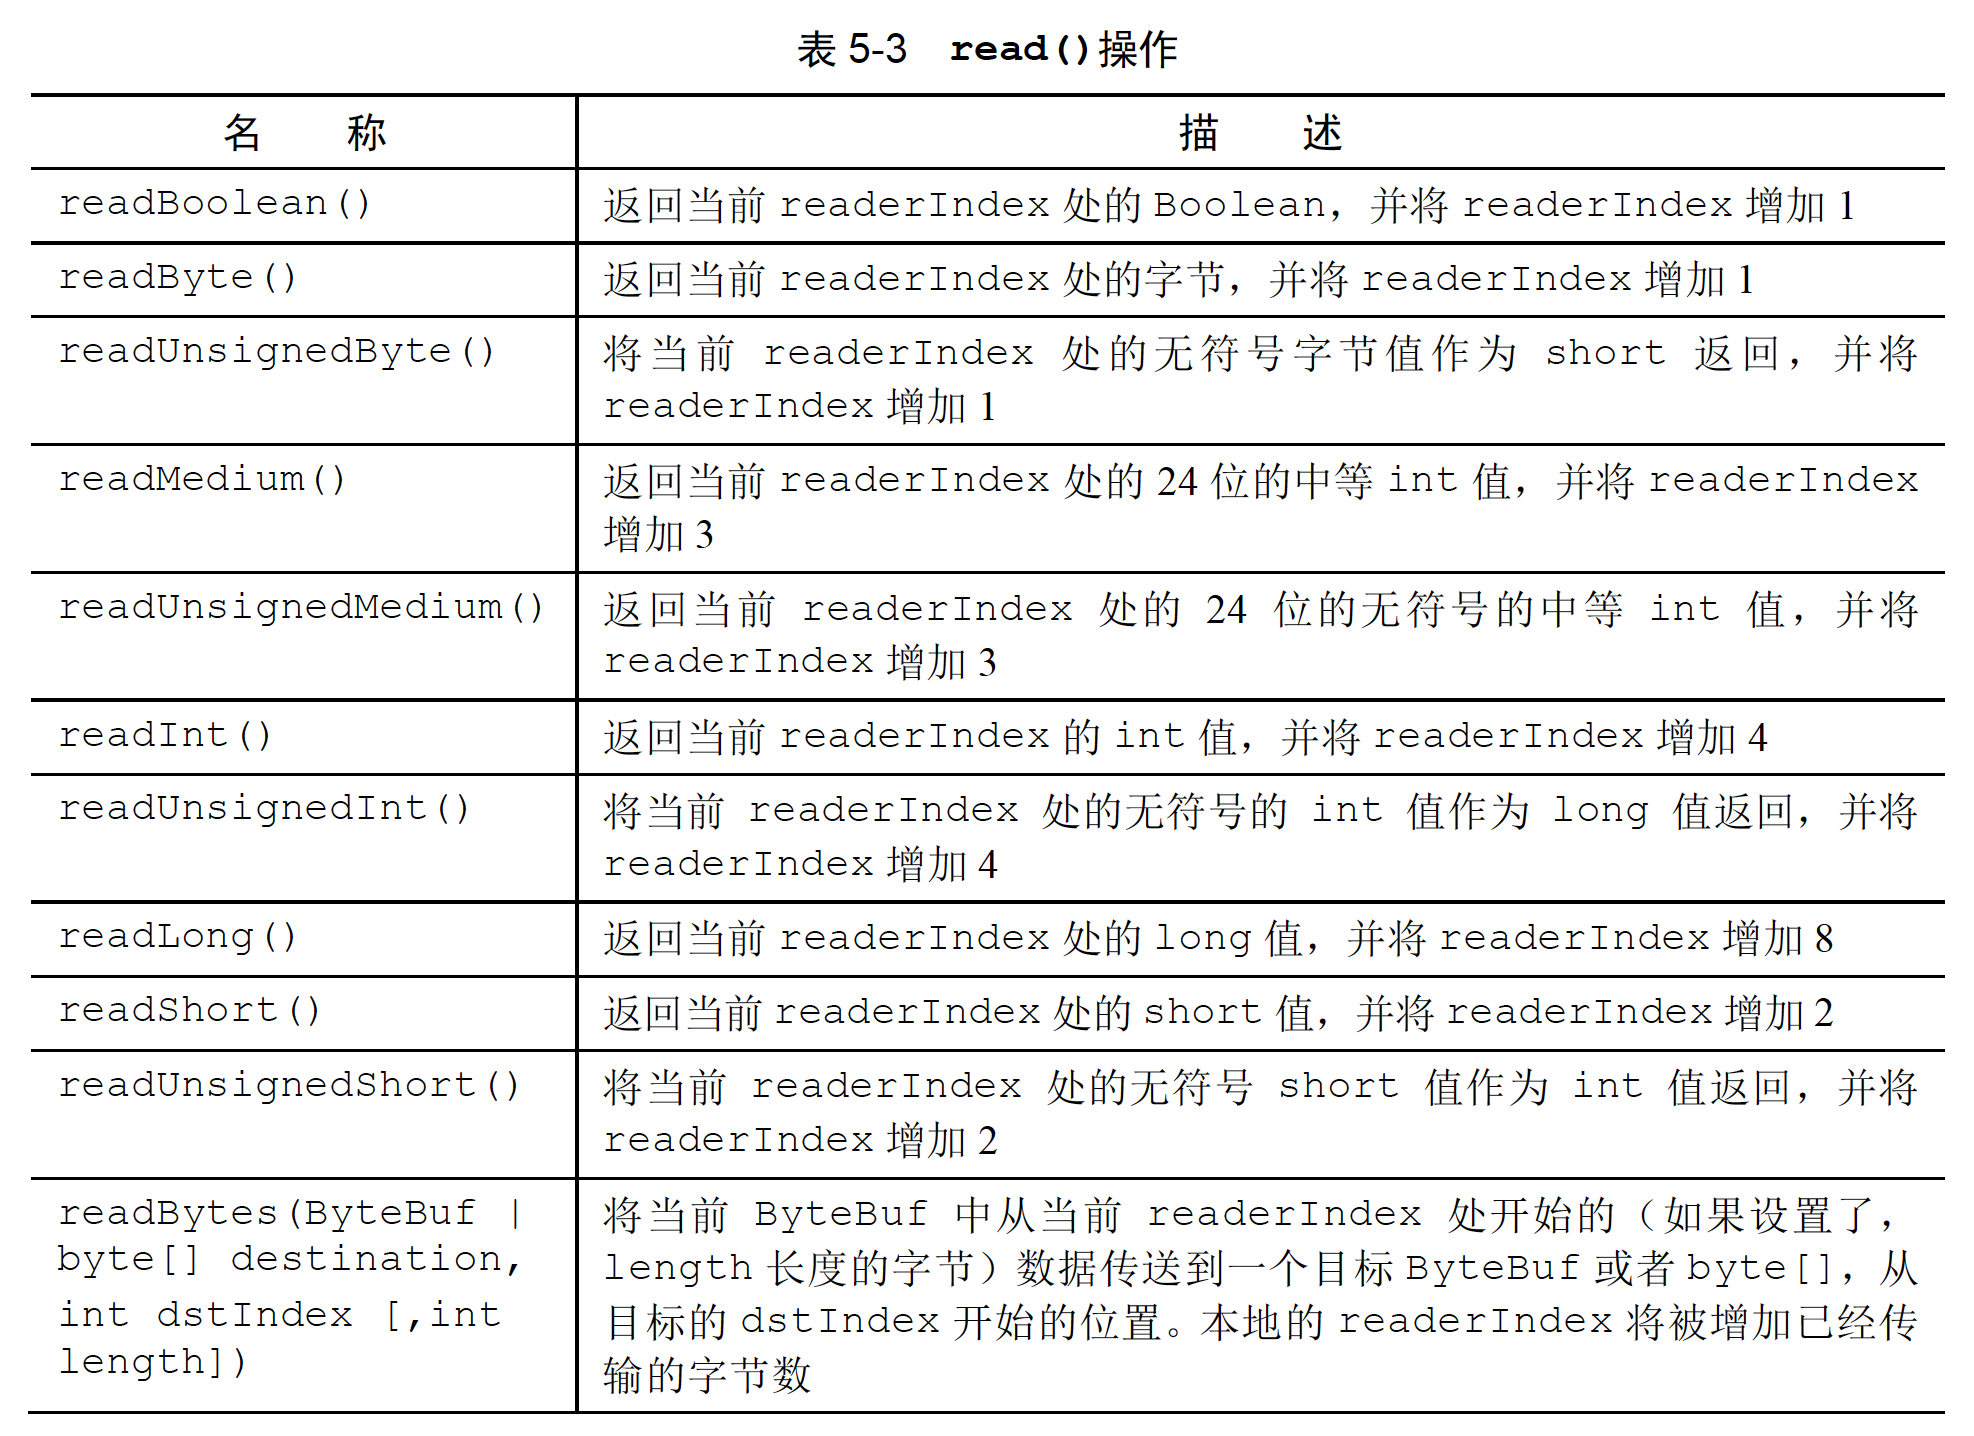 表 5-3 read()操作
名 称
描 述
readBoolean()
返回当前 readerIndex 处的 Boolean，并将 readerIndex 增加 1
readByte()
返回当前 readerIndex 处的字节，并将 readerIndex 增加 1
readUnsignedByte()
将当前 readerIndex 处的无符号字节值作为 short 返回，并将
readerIndex 增加 1
readMedium()
返回当前 readerIndex 处的 24 位的中等 int 值，并将 readerIndex
增加 3
readUnsignedMedium()
返回当前 readerIndex 处的 24 位的无符号的中等 int 值，并将
readerIndex 增加 3
readInt()
返回当前 readerIndex 的 int 值，并将 readerIndex 增加 4
readUnsignedInt()
将当前 readerIndex 处的无符号的 int 值作为 long 值返回，并将
readerIndex 增加 4
readLong()
返回当前 readerIndex 处的 long 值，并将 readerIndex 增加 8
readShort()
返回当前 readerIndex 处的 short 值，并将 readerIndex 增加 2
readUnsignedShort()
将当前 readerIndex 处的无符号 short 值作为 int 值返回，并将
readerIndex 增加 2
readBytes(ByteBuf |
byte[] destination,
int dstIndex [,int
length])
将当前 ByteBuf 中从当前 readerIndex 处开始的（如果设置了，
length 长度的字节）数据传送到一个目标 ByteBuf 或者 byte[]，从
目标的 dstIndex 开始的位置。本地的 readerIndex 将被增加已经传
输的字节数